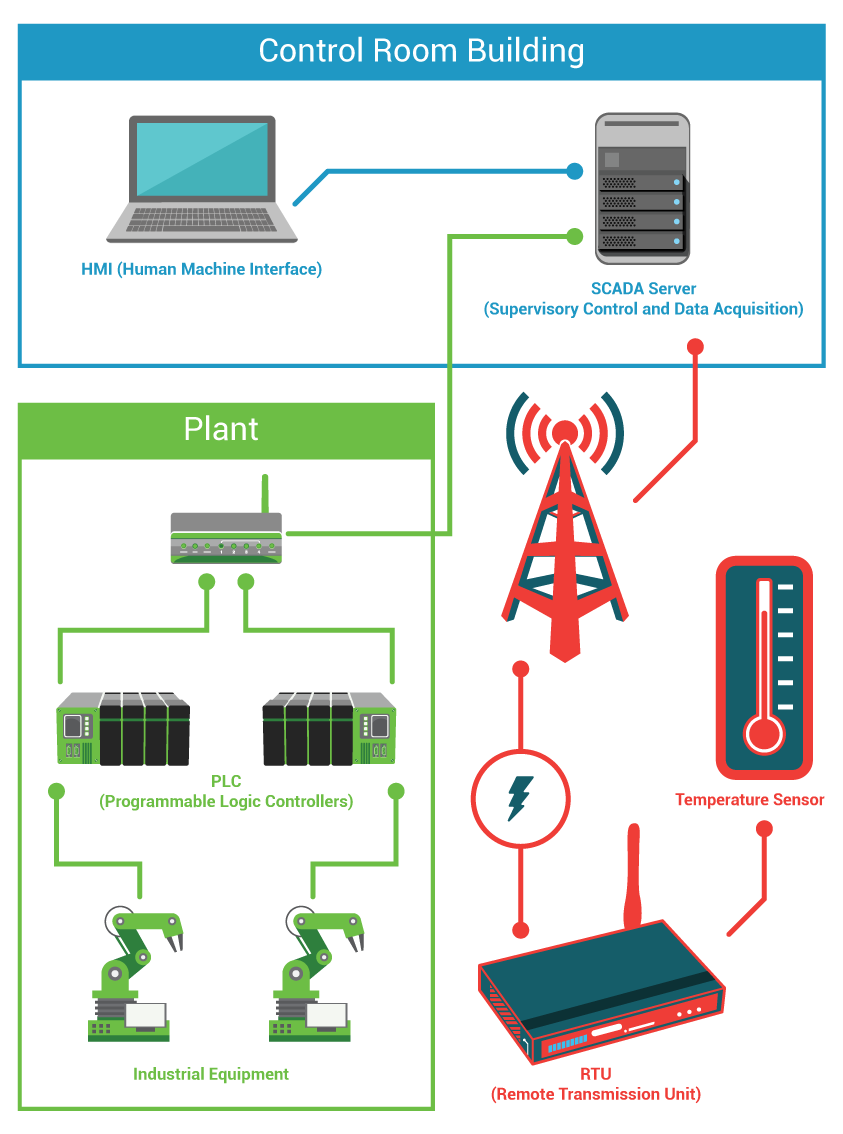 Control Room Building
HMI (Human Machine Interface)
SCADA Server
(Supervisory Control and Data Acquisition)
Plant
PLC
(Programmable Logic Controllers)
Temperature Sensor
Industrial Equipment
RTU
(Remote Transmission Unit)